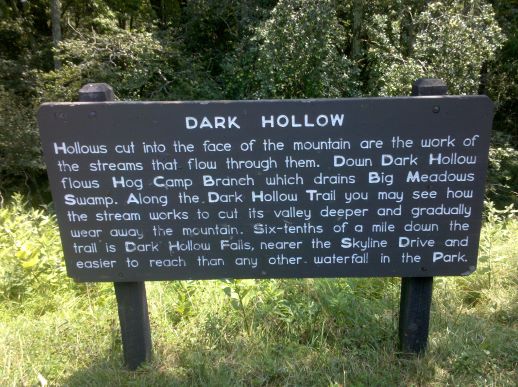 DARK HOLLOW
Hollows cut into the face of the mountain are the work of
the streams that flow through them. Down Dark Hollow
flows Hog Camp Branch which drains Big Meadows
Swamp. Along the Dark Hollow Trail you may see how
the stream works to cut its valley deeper and gradually
wear away the mountain. Six-tenths of a mile down the
trail is Dark Hollow Falls, nearer the Skyline Drive and
easier to reach than any other waterfall in the Park.